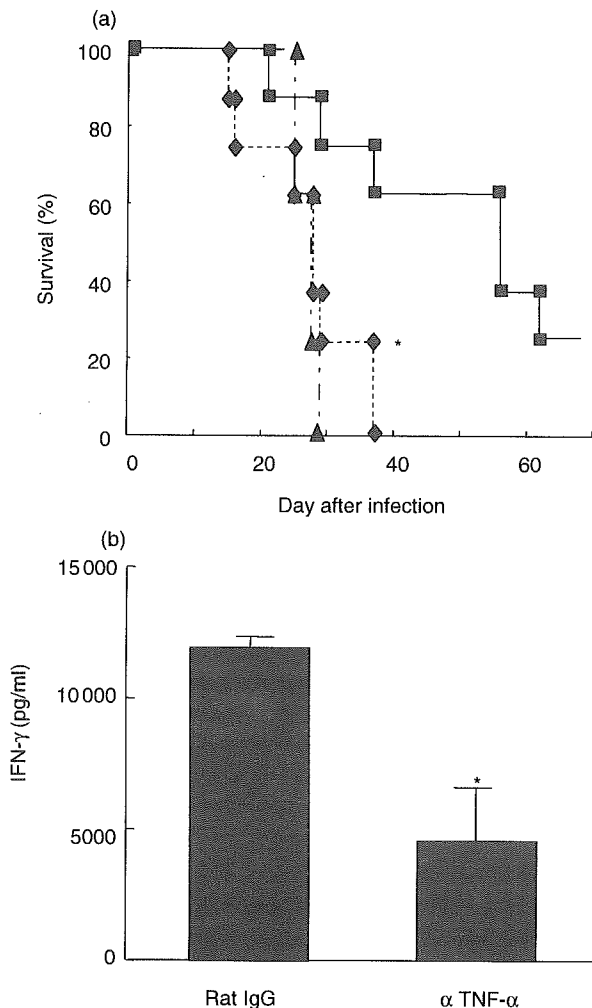 (a)
100
80
60
40
20
0
Survival (%)
*
0 20 40 60
Day after infection
(b)
15 000
10 000
5000
0
IFN-γ (pg/ml)
*
Rat IgG α TNF-α